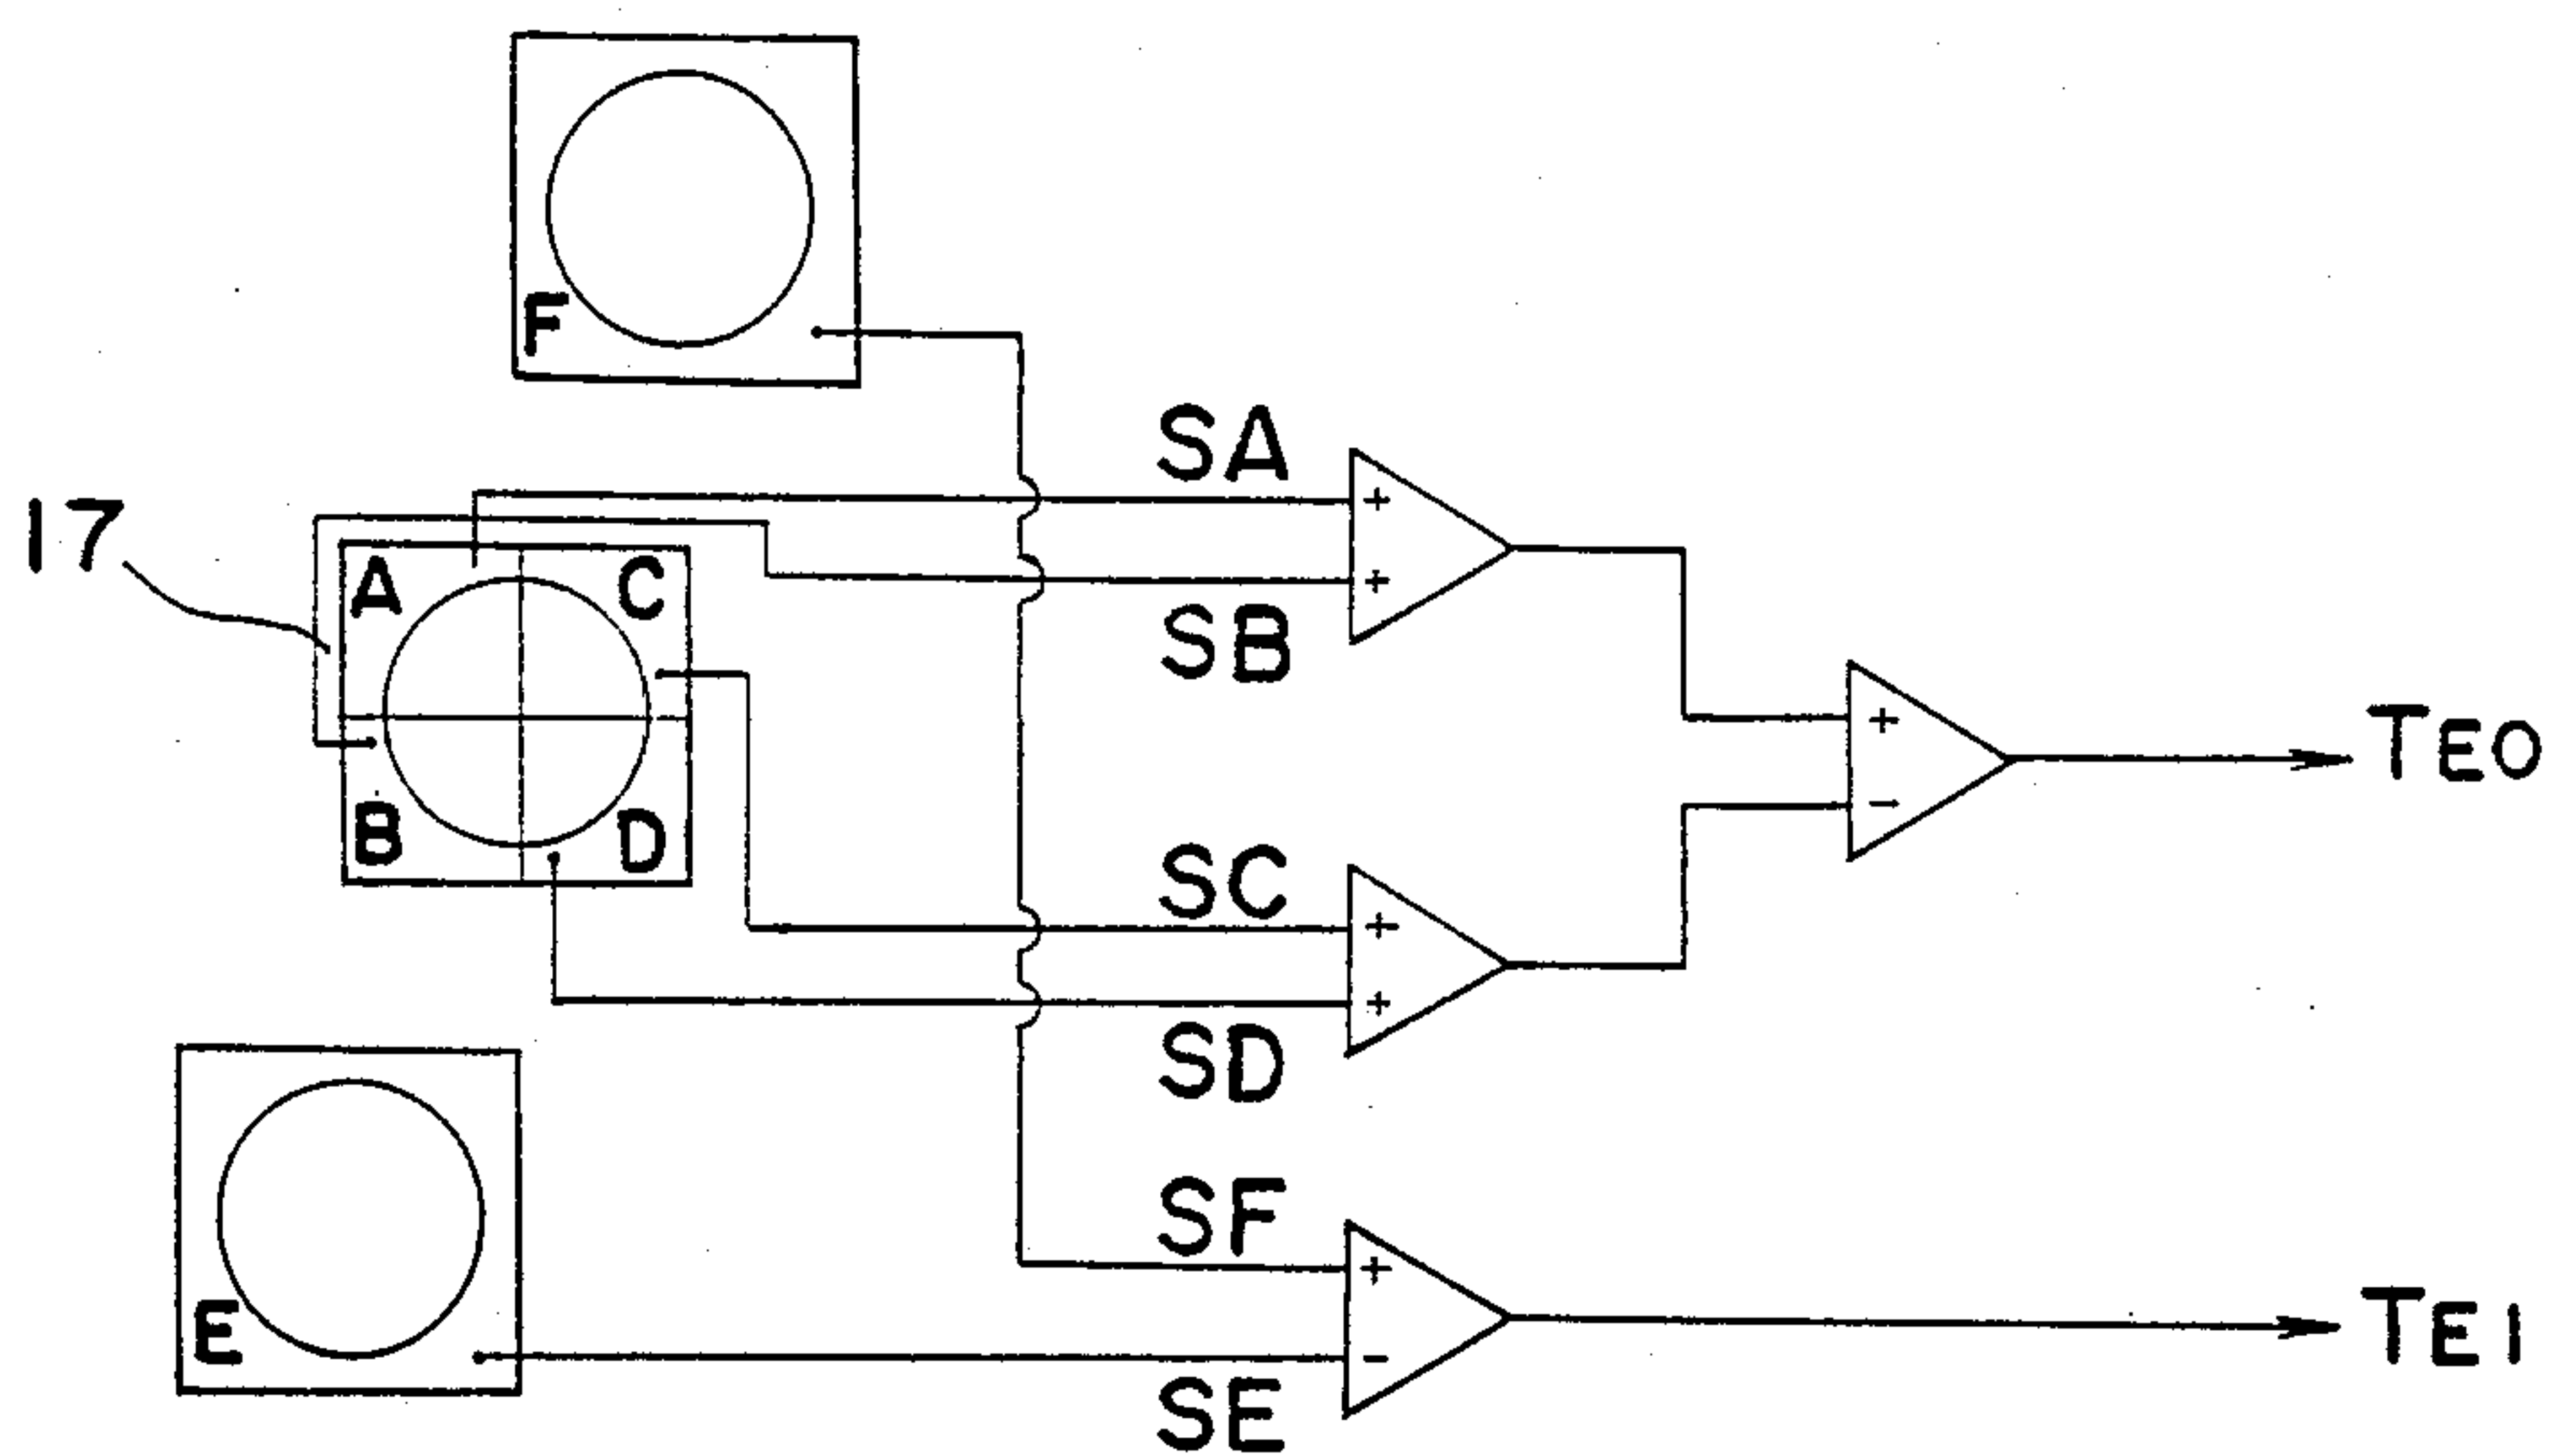 F
SA
+
17
A
C
+
SB
+
TEO
-
B
D
SC
+
+
SD
SF
+
E
-
TE1
SE